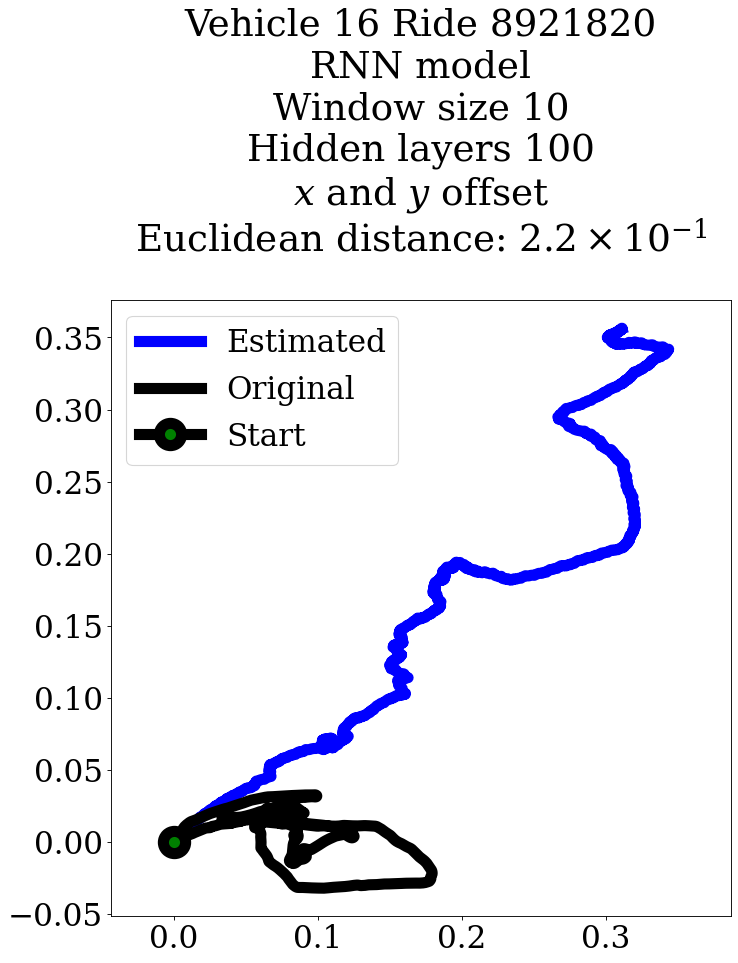 Vehicle 16 Ride 8921820
RNN model
Window size 10
Hidden layers 100
x and y offset
Euclidean distance: 2.2 × 10⁻¹
Estimated
Original
Start
0.35
0.30
0.25
0.20
0.15
0.10
0.05
0.00
−0.05
0.0 0.1 0.2 0.3